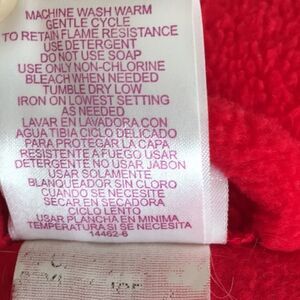 MACHINE WASH WARM
GENTLE CYCLE
TO RETAIN FLAME RESISTANCE
USE DETERGENT
DO NOT USE SOAP
USE ONLY NON-CHLORINE
BLEACH WHEN NEEDED
TUMBLE DRY LOW
IRON ON LOWEST SETTING
AS NEEDED
LAVAR EN LAVADORA CON
AGUA TIBIA CICLO DELICADO
PARA PROTEGAR LA CAPA
RESISTENTE A FUEGO USAR
DETERGENTE NO USAR JABON
USAR SOLAMENTE
BLANQUEADOR SIN CLORO
CUANDO SE NECESITE
SECAR EN SECADORA
CICLO LENTO
USAR PLANCHA EN MINIMA
TEMPERATURA SI SE NECESITA
14462-6